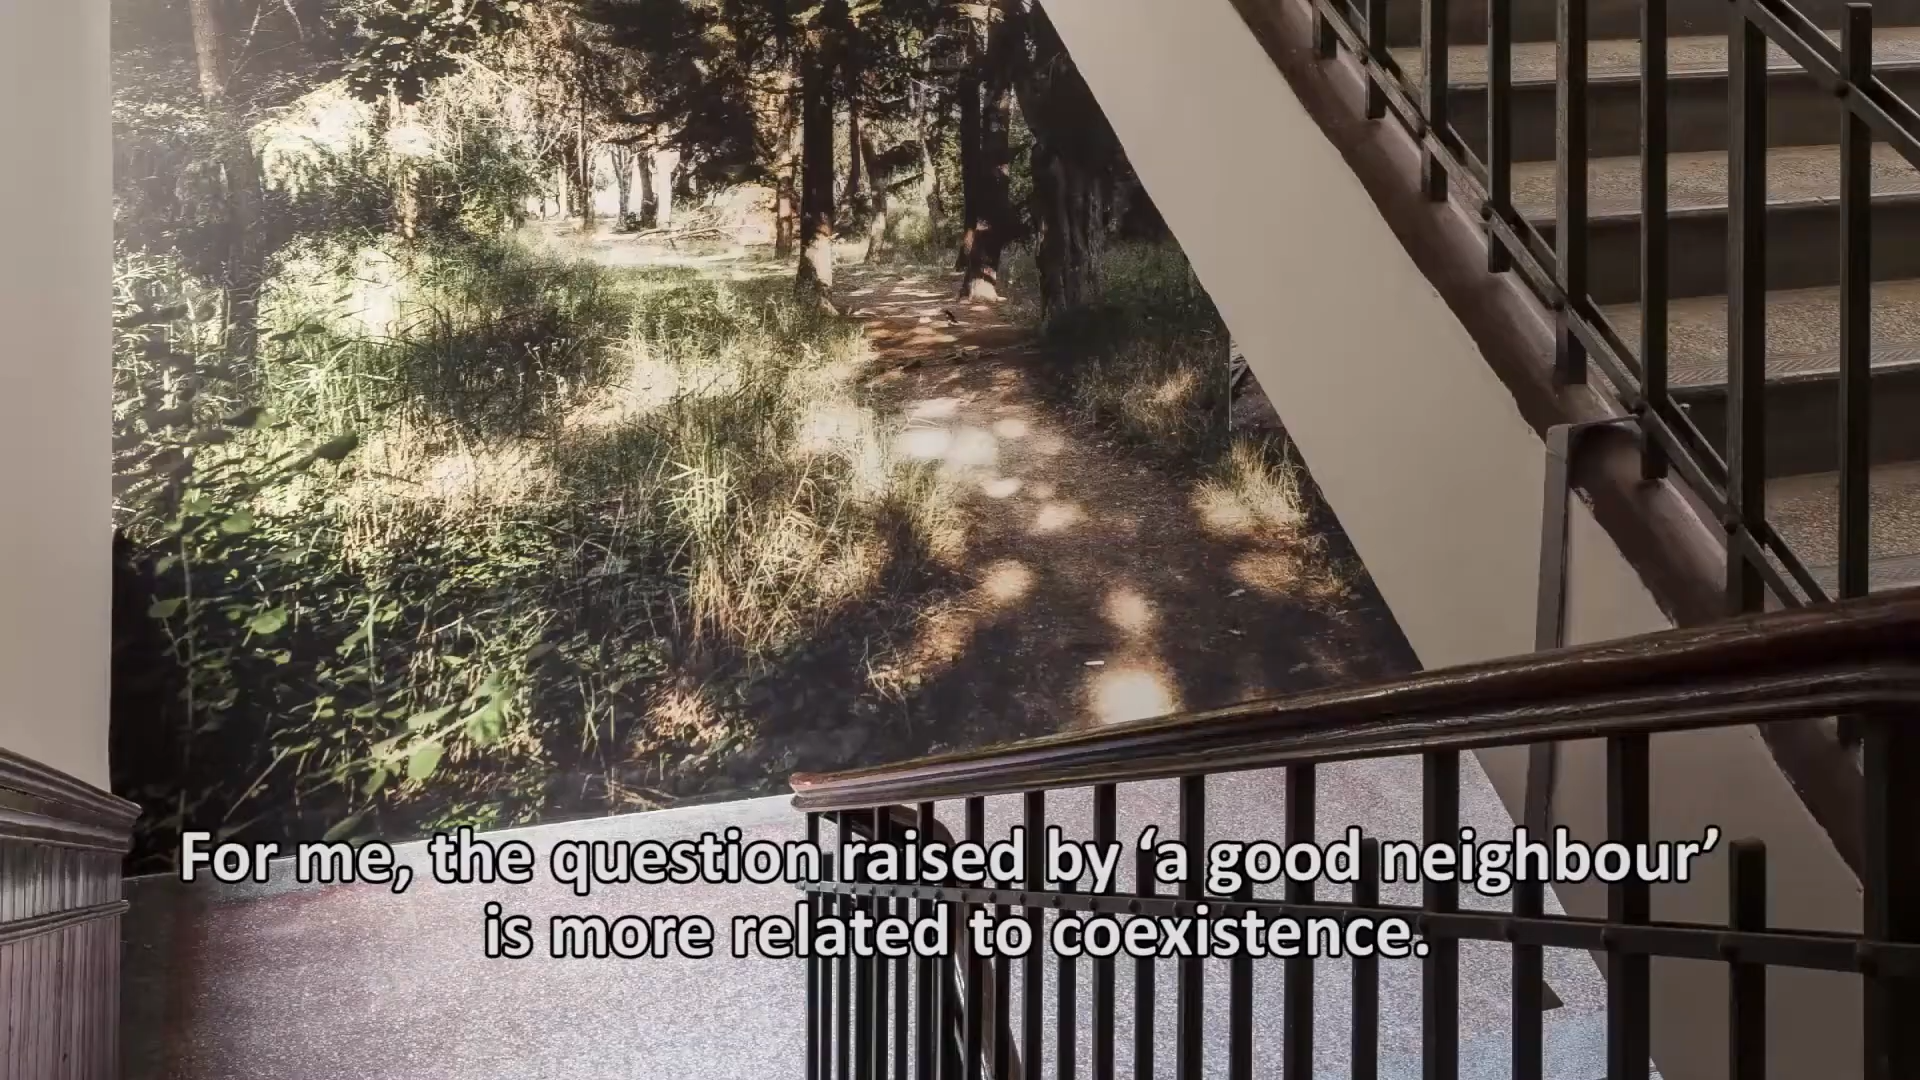 For me, the question raised by ‘a good neighbour’
is more related to coexistence.